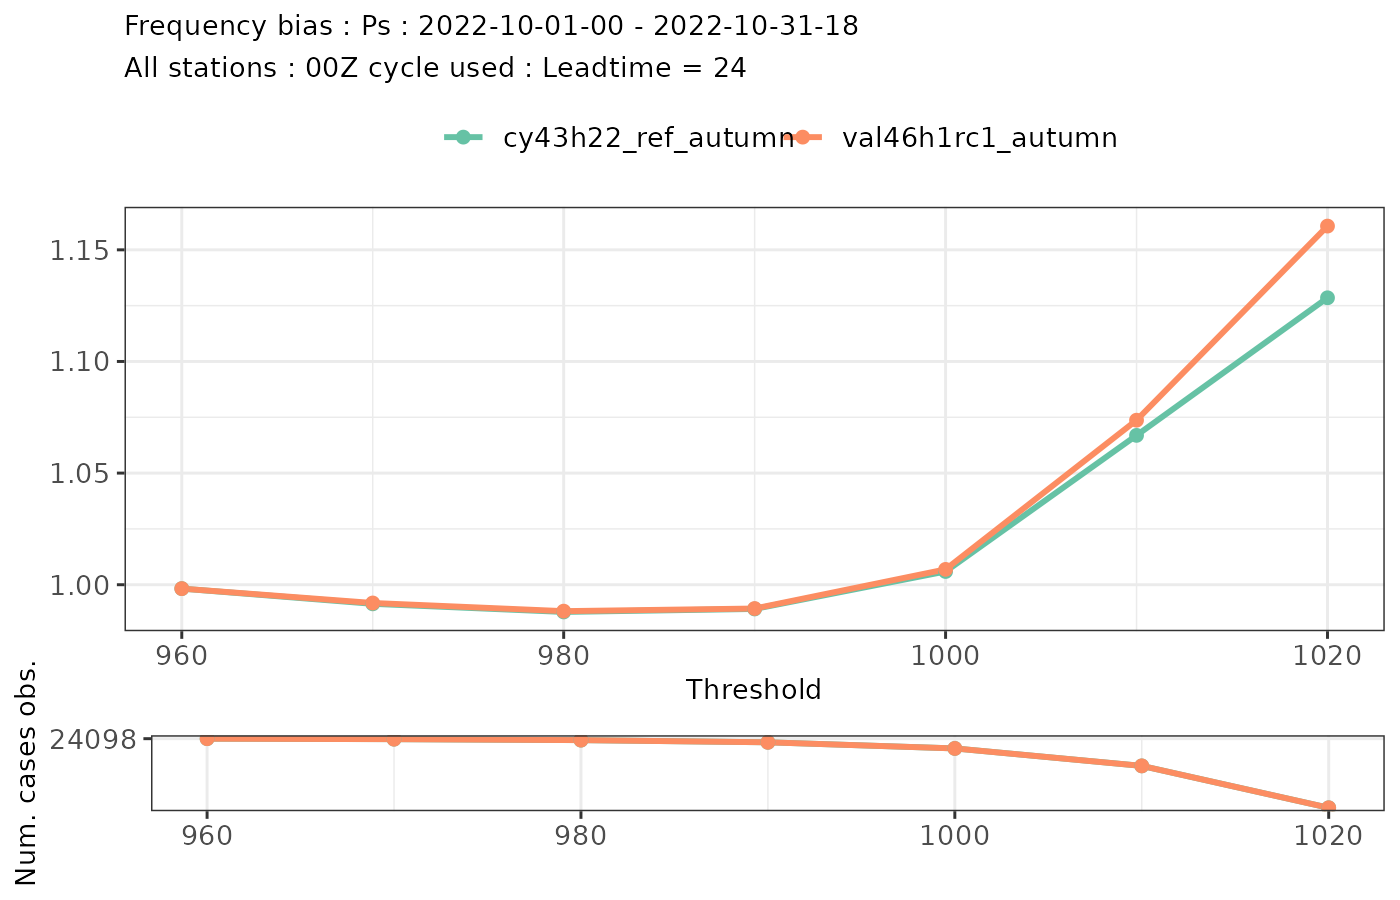 Frequency bias : Ps : 2022-10-01-00 - 2022-10-31-18
All stations : 00Z cycle used : Leadtime = 24
cy43h22_ref_autumn val46h1rc1_autumn
1.15
1.10
1.05
1.00
960 980 1000 1020
Threshold
Num. cases obs.
24098
960 980 1000 1020